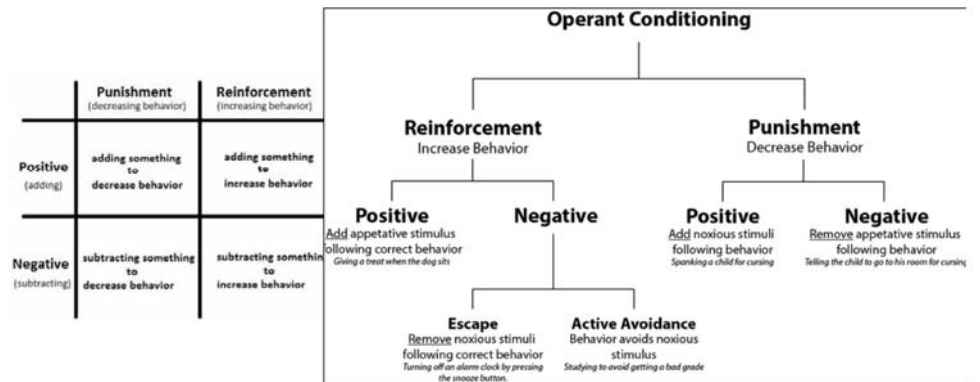 Punishment
(decreasing behavior)
Reinforcement
(increasing behavior)
Positive
(adding)
adding something
to
decrease behavior
adding something
to
increase behavior
Negative
(subtracting)
subtracting something
to
decrease behavior
subtracting somethin
to
increase behavior
Operant Conditioning
Reinforcement
Increase Behavior
Punishment
Decrease Behavior
Positive
Add appetative stimulus
following correct behavior
Giving a treat when the dog sits
Negative
Positive
Add noxious stimuli
following behavior
Spanking a child for cursing
Negative
Remove appetative stimulus
following behavior
Telling the child to go to his room for cursing
Escape
Remove noxious stimuli
following correct behavior
Turning off an alarm clock by pressing
the snooze button.
Active Avoidance
Behavior avoids noxious
stimulus
Studying to avoid getting a bad grade